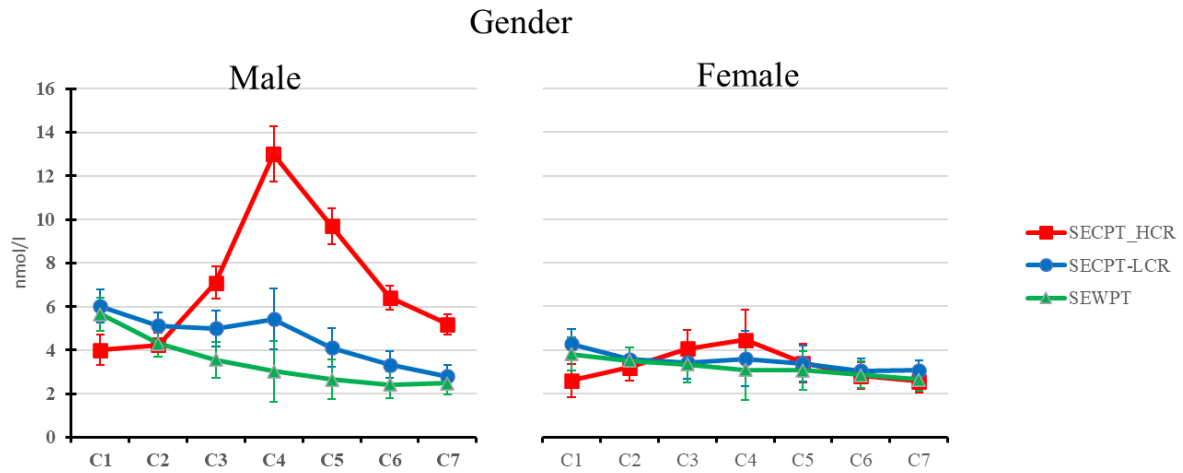 Gender
Male
Female
16
14
12
10
8
6
4
2
0
nmol/l
C1 C2 C3 C4 C5 C6 C7
C1 C2 C3 C4 C5 C6 C7
SECPT_HCR
SECPT-LCR
SEWPT